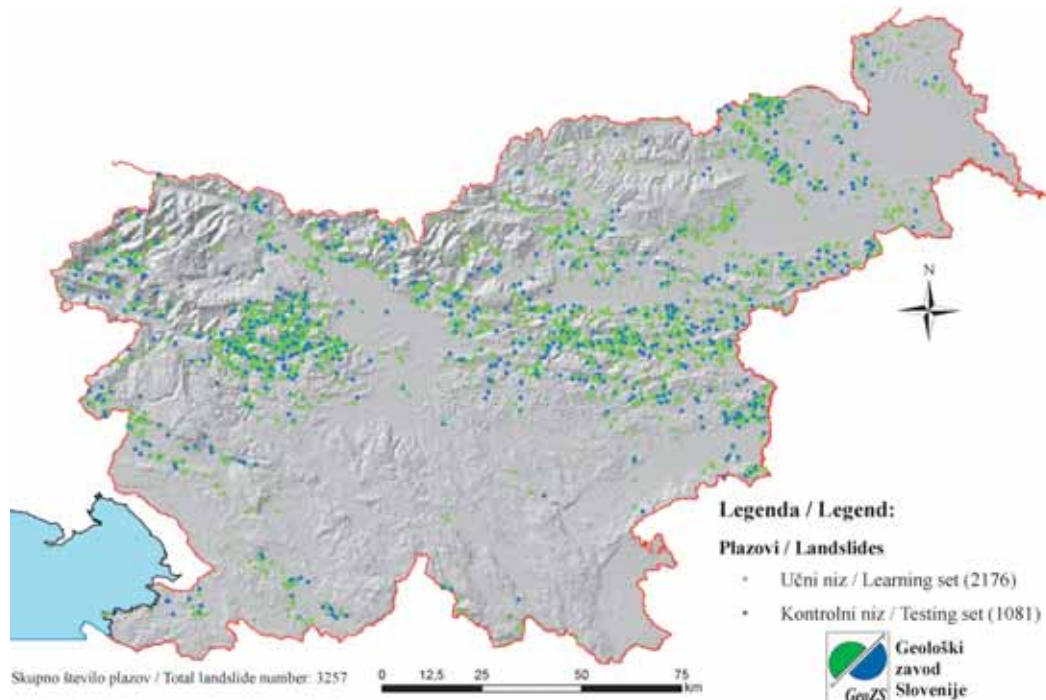 N
Legenda / Legend:
Plazovi / Landslides
Učni niz / Learning set (2176)
Kontrolni niz / Testing set (1081)
Geološki
zavod
Slovenije
GeoZS
Skupno število plazov / Total landslide number: 3257
0 12,5 25 50 75
km